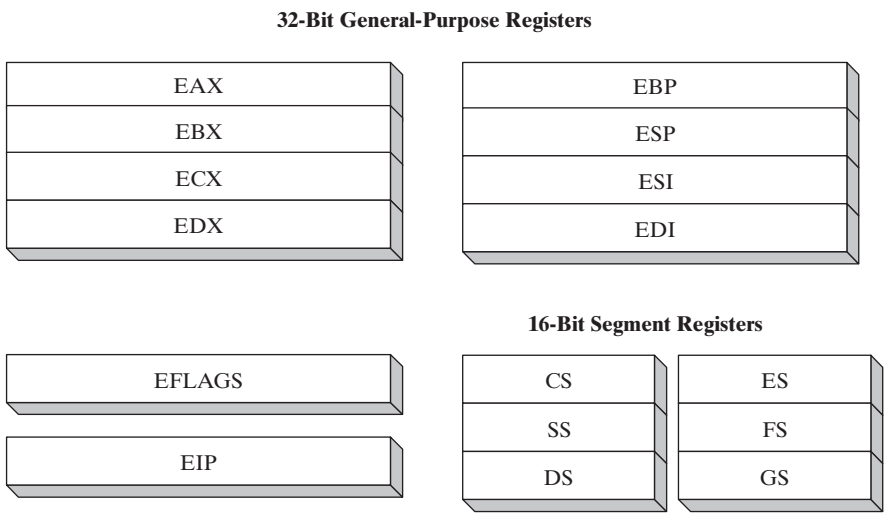 32-Bit General-Purpose Registers
EAX
EBX
ECX
EDX
EBP
ESP
ESI
EDI
EFLAGS
EIP
16-Bit Segment Registers
CS
SS
DS
ES
FS
GS